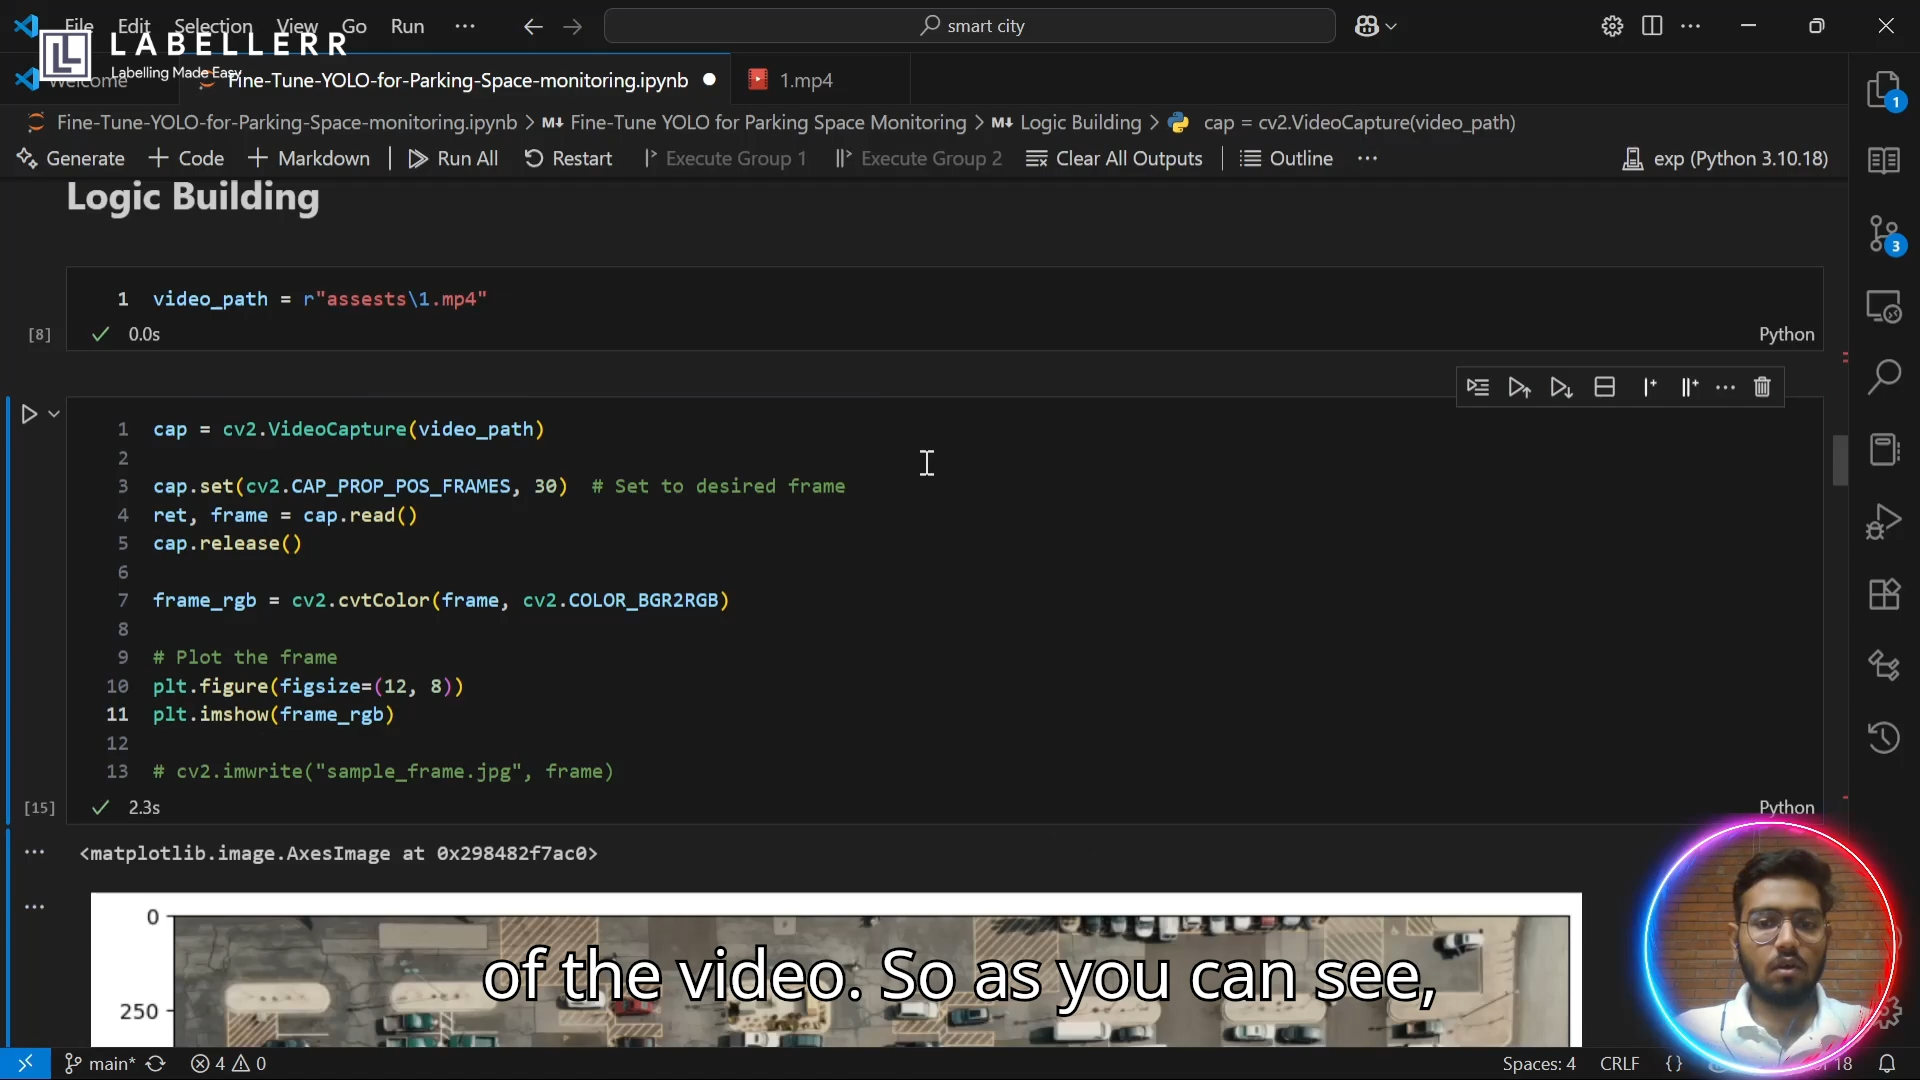 File Edit Selection View Go Run ··· smart city
LABELLERR
Labelling Made Easy
Welcome Fine-Tune-YOLO-for-Parking-Space-monitoring.ipynb 1.mp4
Fine-Tune-YOLO-for-Parking-Space-monitoring.ipynb > M↓ Fine-Tune YOLO for Parking Space Monitoring > M↓ Logic Building > cap = cv2.VideoCapture(video_path)
Generate + Code + Markdown | Run All Restart Execute Group 1 Execute Group 2 Clear All Outputs | Outline ··· exp (Python 3.10.18)
Logic Building
1 video_path = r"assests\1.mp4"
[8] ✓ 0.0s Python
1 cap = cv2.VideoCapture(video_path)
2
3 cap.set(cv2.CAP_PROP_POS_FRAMES, 30) # Set to desired frame
4 ret, frame = cap.read()
5 cap.release()
6
7 frame_rgb = cv2.cvtColor(frame, cv2.COLOR_BGR2RGB)
8
9 # Plot the frame
10 plt.figure(figsize=(12, 8))
11 plt.imshow(frame_rgb)
12
13 # cv2.imwrite("sample_frame.jpg", frame)
[15] ✓ 2.3s Python
<matplotlib.image.AxesImage at 0x298482f7ac0>
0
of the video. So as you can see,
250
main* 4 0 Spaces: 4 CRLF {} 18
1
3